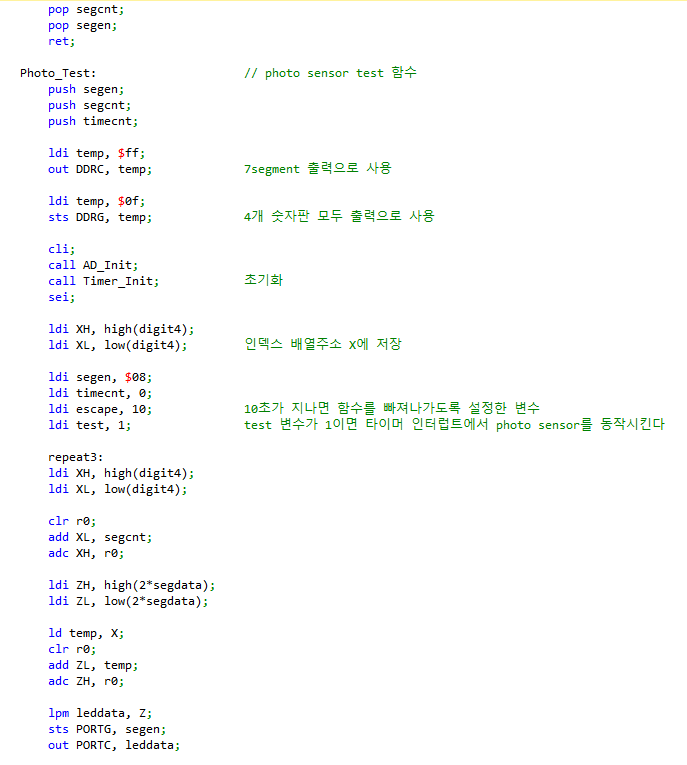 pop segcnt;
pop segen;
ret;
Photo_Test: // photo sensor test 함수
push segen;
push segcnt;
push timecnt;
ldi temp, $ff;
out DDRC, temp; 7segment 출력으로 사용
ldi temp, $0f;
sts DDRG, temp; 4개 숫자판 모두 출력으로 사용
cli;
call AD_Init;
call Timer_Init; 초기화
sei;
ldi XH, high(digit4);
ldi XL, low(digit4); 인덱스 배열주소 X에 저장
ldi segen, $08;
ldi timecnt, 0;
ldi escape, 10; 10초가 지나면 함수를 빠져나가도록 설정한 변수
ldi test, 1; test 변수가 1이면 타이머 인터럽트에서 photo sensor를 동작시킨다
repeat3:
ldi XH, high(digit4);
ldi XL, low(digit4);
clr r0;
add XL, segcnt;
adc XH, r0;
ldi ZH, high(2*segdata);
ldi ZL, low(2*segdata);
ld temp, X;
clr r0;
add ZL, temp;
adc ZH, r0;
lpm leddata, Z;
sts PORTG, segen;
out PORTC, leddata;